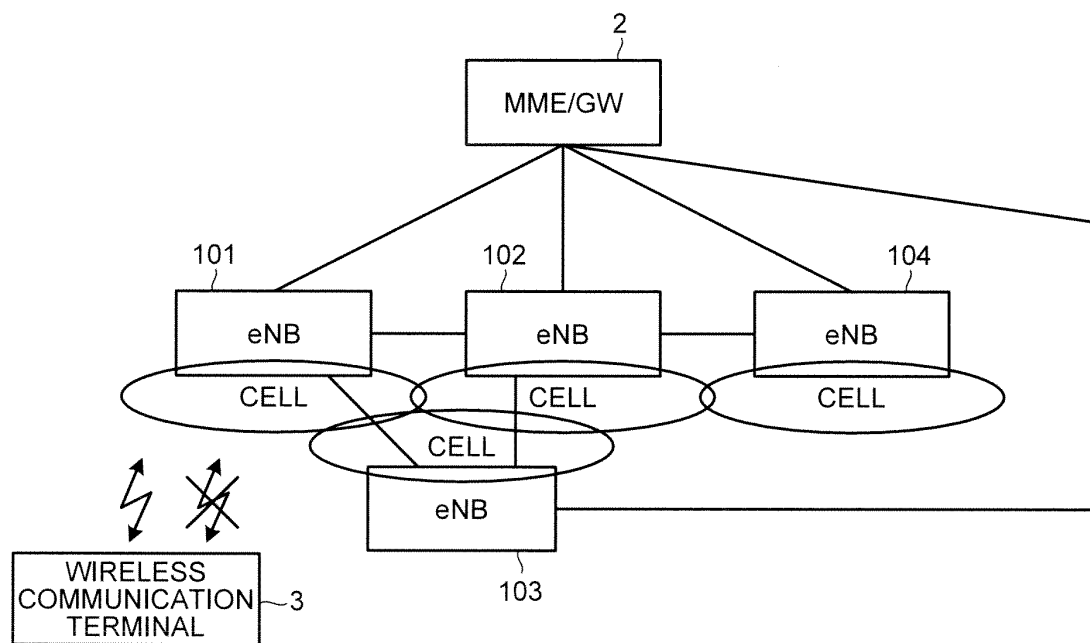 2
MME/GW
101
102
104
eNB
eNB
eNB
CELL
CELL
CELL
CELL
eNB
103
WIRELESS
COMMUNICATION
TERMINAL
3